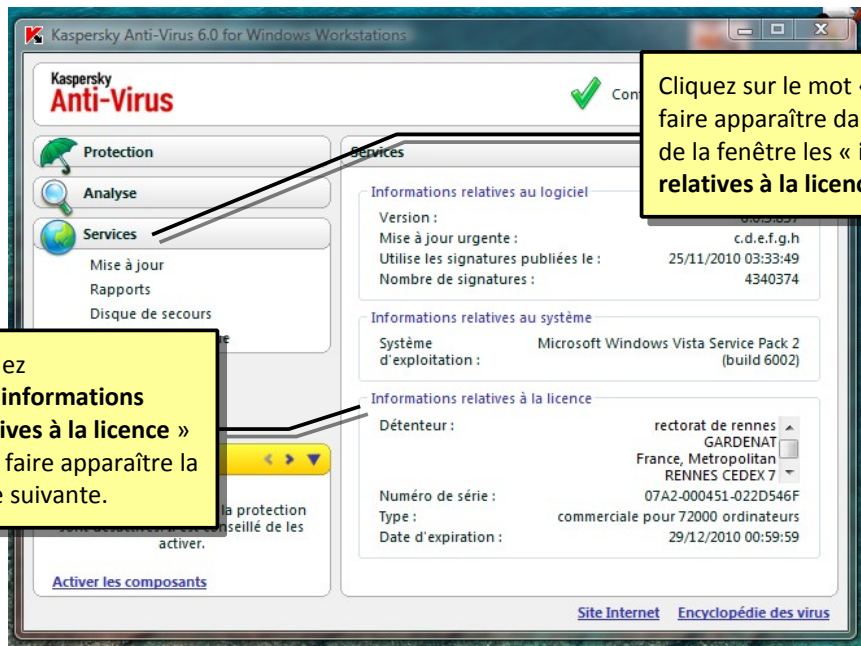 Kaspersky Anti-Virus 6.0 for Windows Workstations
Kaspersky
Anti-Virus
Cliquez sur le mot «
faire apparaître da
de la fenêtre les « i
relatives à la licenc
Protection
Analyse
Services
Mise à jour
Rapports
Disque de secours
ez
informations
ives à la licence »
faire apparaître la
e suivante.
la protection
activer.
Activer les composants
Services
Informations relatives au logiciel
Version :
Mise à jour urgente : c.d.e.f.g.h
Utilise les signatures publiées le : 25/11/2010 03:33:49
Nombre de signatures : 4340374
Informations relatives au système
Système Microsoft Windows Vista Service Pack 2
d'exploitation : (build 6002)
Informations relatives à la licence
Détenteur : rectorat de rennes
GARDENAT
France, Metropolitan
RENNES CEDEX 7
Numéro de série : 07A2-000451-022D546F
Type : commerciale pour 72000 ordinateurs
Date d'expiration : 29/12/2010 00:59:59
Site Internet Encyclopédie des virus